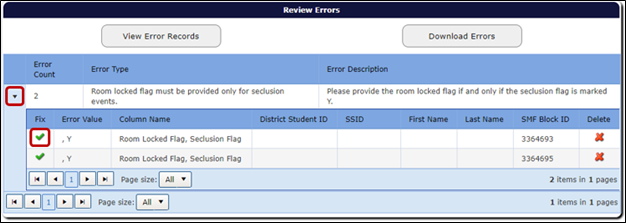 Review Errors
View Error Records Download Errors
Error Count Error Type Error Description
2 Room locked flag must be provided only for seclusion events. Please provide the room locked flag if and only if the seclusion flag is marked Y.
Fix Error Value Column Name District Student ID SSID First Name Last Name SMF Block ID Delete
, Y Room Locked Flag, Seclusion Flag 3364693
, Y Room Locked Flag, Seclusion Flag 3364695
1 Page size: All 2 items in 1 pages
1 Page size: All 1 items in 1 pages